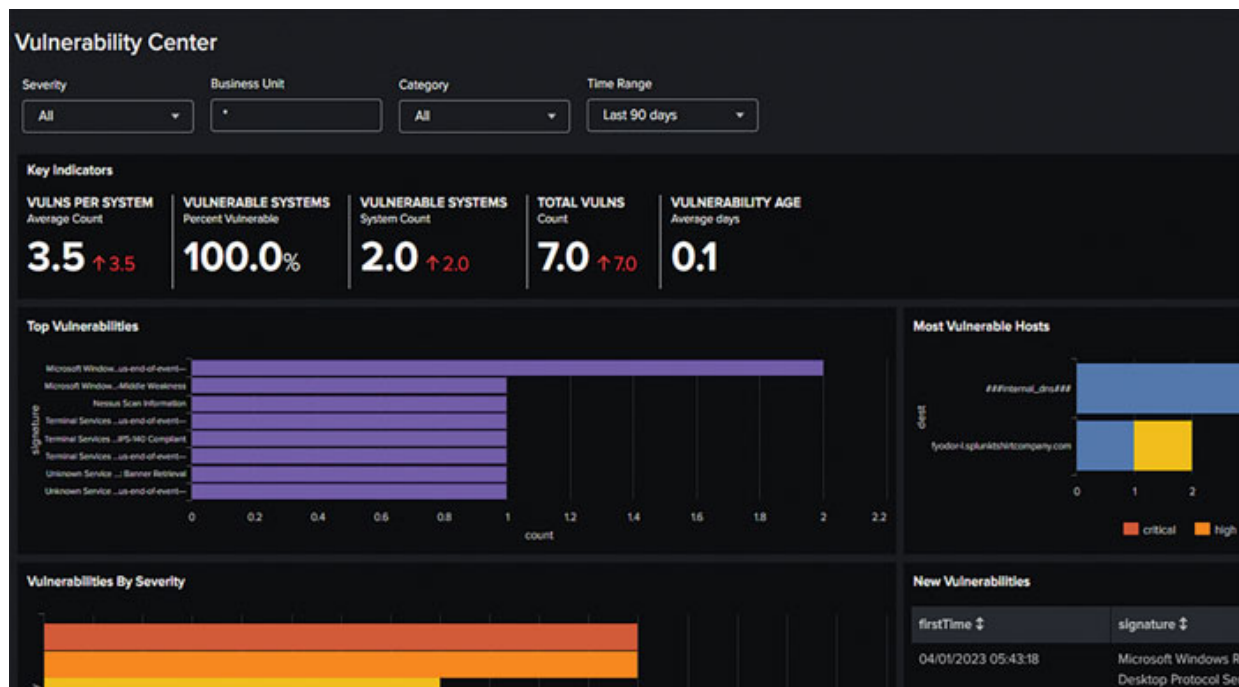 Vulnerability Center
Severity Business Unit Category Time Range
All * All Last 90 days
Key Indicators
VULNS PER SYSTEM VULNERABLE SYSTEMS VULNERABLE SYSTEMS TOTAL VULNS VULNERABILITY AGE
Average Count Percent Vulnerable System Count Count Average days
3.5 ↑3.5 100.0% 2.0 ↑2.0 7.0 ↑7.0 0.1
Top Vulnerabilities
signature
Microsoft Window...us-end-of-event—
Microsoft Window...-Middle Weakness
Nessus Scan Information
Terminal Services ...us-end-of-event—
Terminal Services ...IPS-140 Compliant
Terminal Services ...us-end-of-event—
Unknown Service ...: Banner Retrieval
Unknown Service ...us-end-of-event—
0 0.2 0.4 0.6 0.8 1 1.2 1.4 1.6 1.8 2 2.2
count
Most Vulnerable Hosts
dest
###internal_dns###
fyodor-l.splunktshirtcompany.com
0 1 2
critical high
Vulnerabilities By Severity
New Vulnerabilities
firstTime signature
04/01/2023 05:43:18 Microsoft Windows R
Desktop Protocol Se